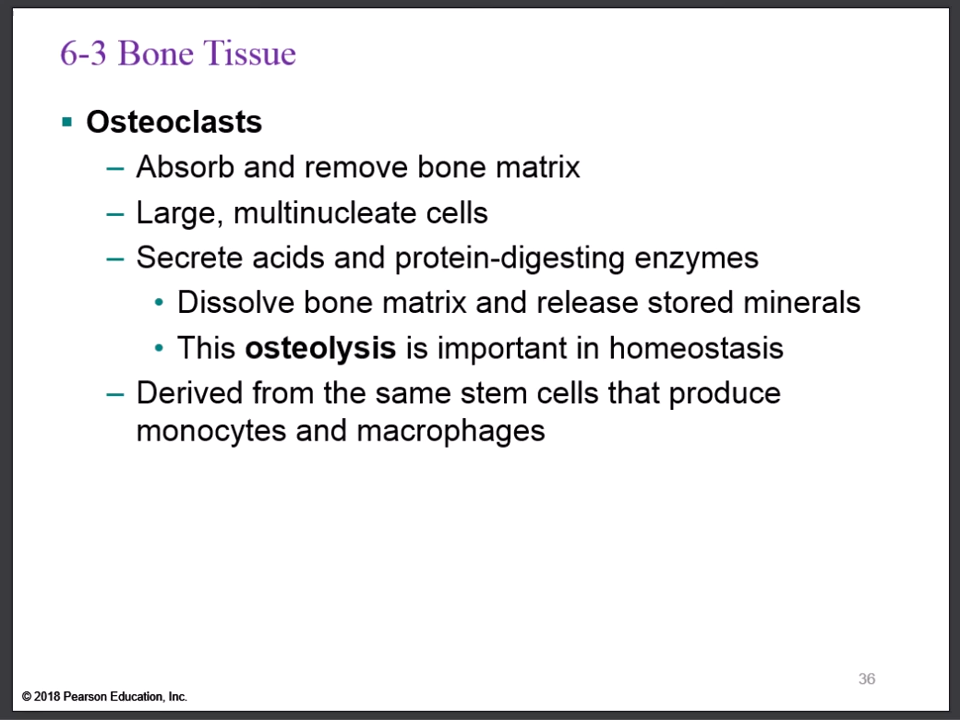 6-3 Bone Tissue
▪ Osteoclasts
– Absorb and remove bone matrix
– Large, multinucleate cells
– Secrete acids and protein-digesting enzymes
• Dissolve bone matrix and release stored minerals
• This osteolysis is important in homeostasis
– Derived from the same stem cells that produce
monocytes and macrophages
36
© 2018 Pearson Education, Inc.